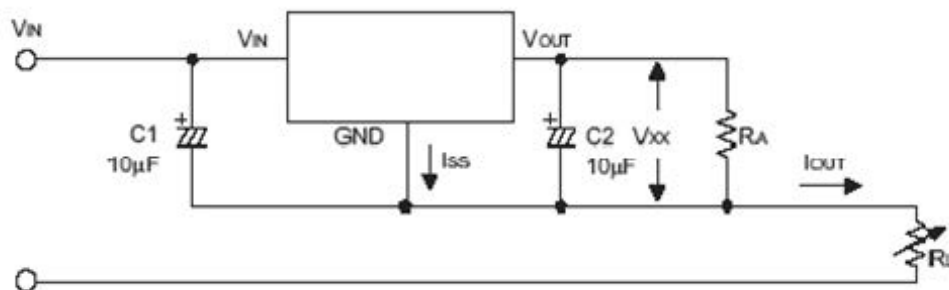 VIN
VIN
VOUT
C1
10µF
GND
ISS
C2
10µF
VXX
RA
IOUT